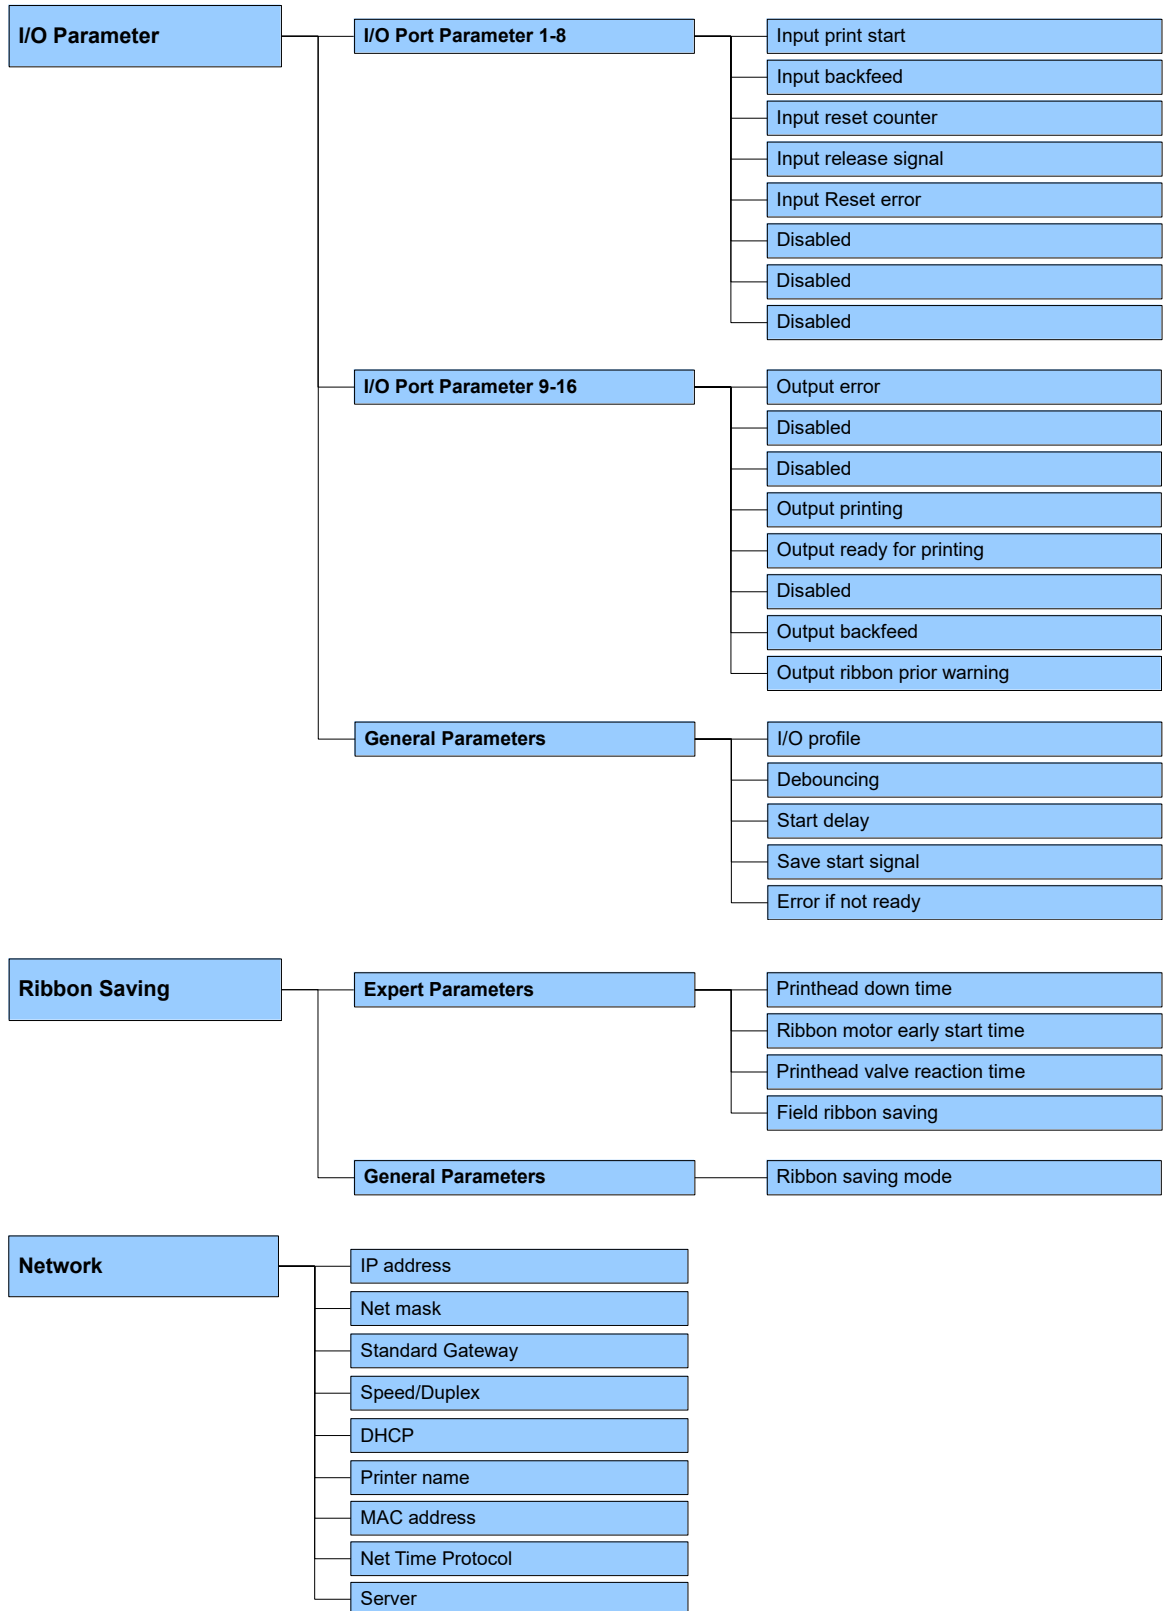 I/O Parameter
I/O Port Parameter 1-8
Input print start
Input backfeed
Input reset counter
Input release signal
Input Reset error
Disabled
Disabled
Disabled
I/O Port Parameter 9-16
Output error
Disabled
Disabled
Output printing
Output ready for printing
Disabled
Output backfeed
Output ribbon prior warning
General Parameters
I/O profile
Debouncing
Start delay
Save start signal
Error if not ready
Ribbon Saving
Expert Parameters
Printhead down time
Ribbon motor early start time
Printhead valve reaction time
Field ribbon saving
General Parameters
Ribbon saving mode
Network
IP address
Net mask
Standard Gateway
Speed/Duplex
DHCP
Printer name
MAC address
Net Time Protocol
Server